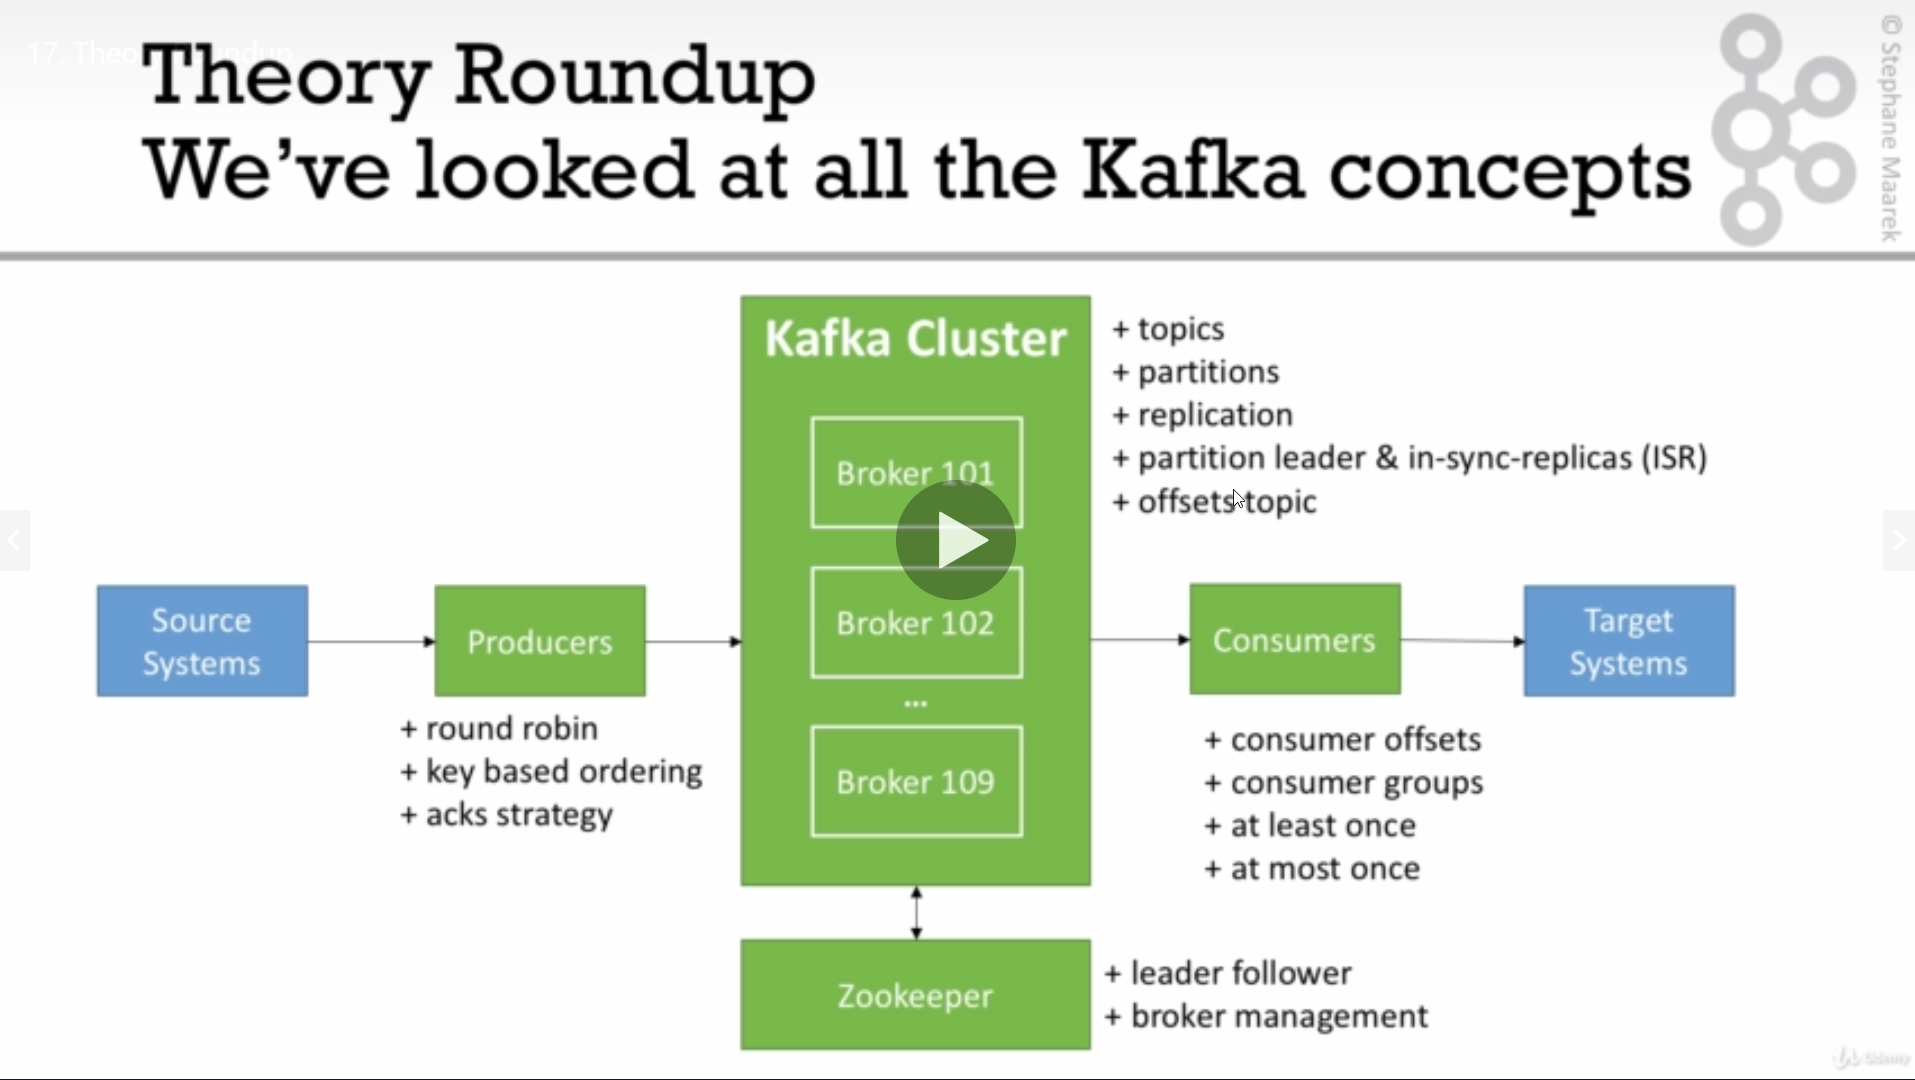 17. Theory Roundup
Theory Roundup
We've looked at all the Kafka concepts
© Stephane Maarek
Kafka Cluster
Broker 101
Broker 102
...
Broker 109
+ topics
+ partitions
+ replication
+ partition leader & in-sync-replicas (ISR)
+ offsets topic
Source
Systems
Producers
+ round robin
+ key based ordering
+ acks strategy
Consumers
+ consumer offsets
+ consumer groups
+ at least once
+ at most once
Target
Systems
Zookeeper
+ leader follower
+ broker management
Udemy